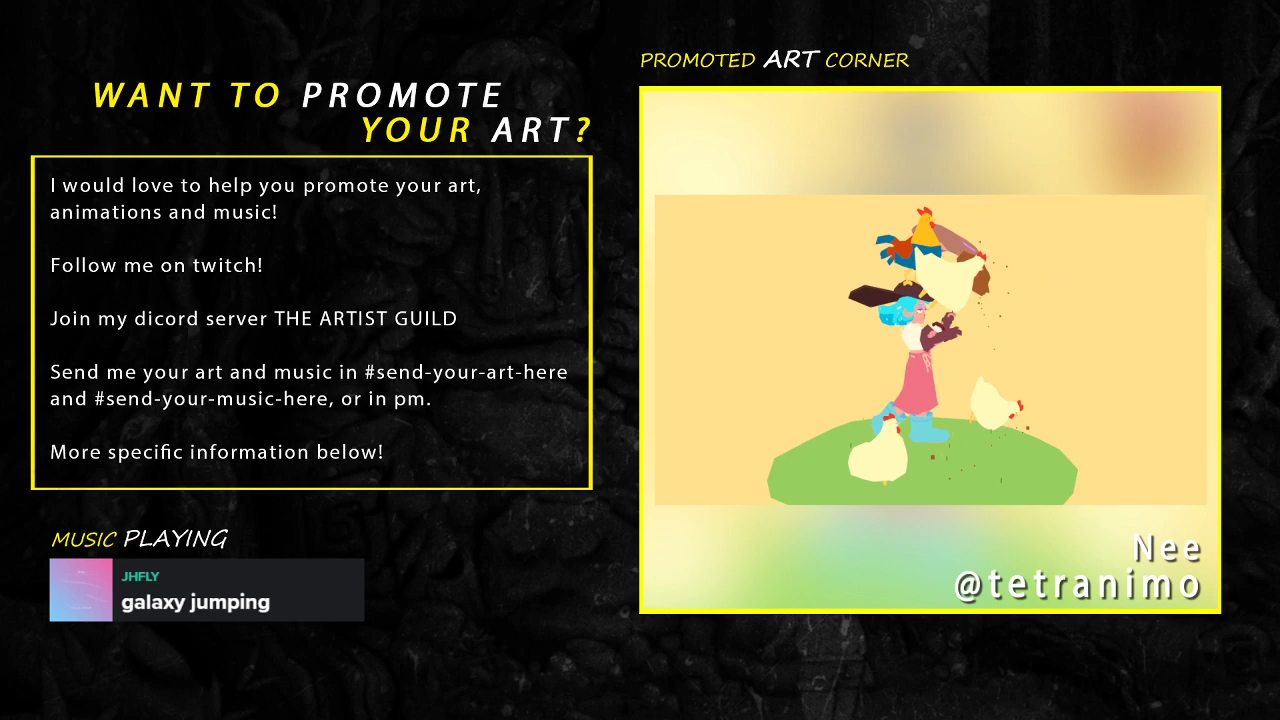 WANT TO PROMOTE
YOUR ART?
I would love to help you promote your art,
animations and music!
Follow me on twitch!
Join my dicord server THE ARTIST GUILD
Send me your art and music in #send-your-art-here
and #send-your-music-here, or in pm.
More specific information below!
MUSIC PLAYING
JHFLY
galaxy jumping
PROMOTED ART CORNER
Nee
@tetranimo